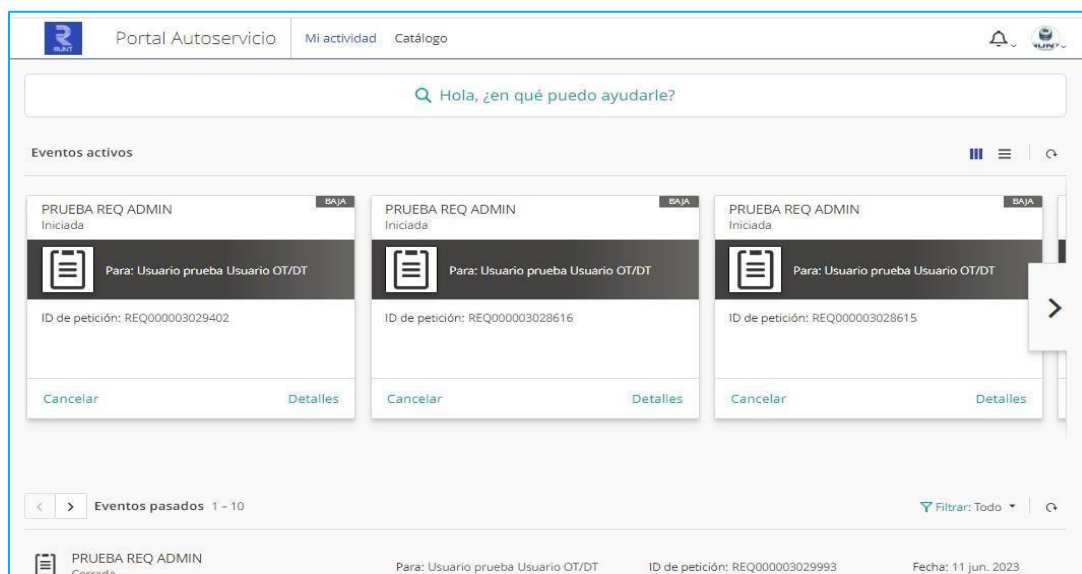 RUNT
Portal Autoservicio Mi actividad Catálogo
RUNT
Hola, ¿en qué puedo ayudarle?
Eventos activos
BAJA BAJA BAJA
PRUEBA REQ ADMIN PRUEBA REQ ADMIN PRUEBA REQ ADMIN
Iniciada Iniciada Iniciada
Para: Usuario prueba Usuario OT/DT Para: Usuario prueba Usuario OT/DT Para: Usuario prueba Usuario OT/DT
ID de petición: REQ000003029402 ID de petición: REQ000003028616 ID de petición: REQ000003028615
Cancelar Detalles Cancelar Detalles Cancelar Detalles
Eventos pasados 1 – 10 Filtrar: Todo
PRUEBA REQ ADMIN
Cerrada
Para: Usuario prueba Usuario OT/DT ID de petición: REQ000003029993 Fecha: 11 jun. 2023